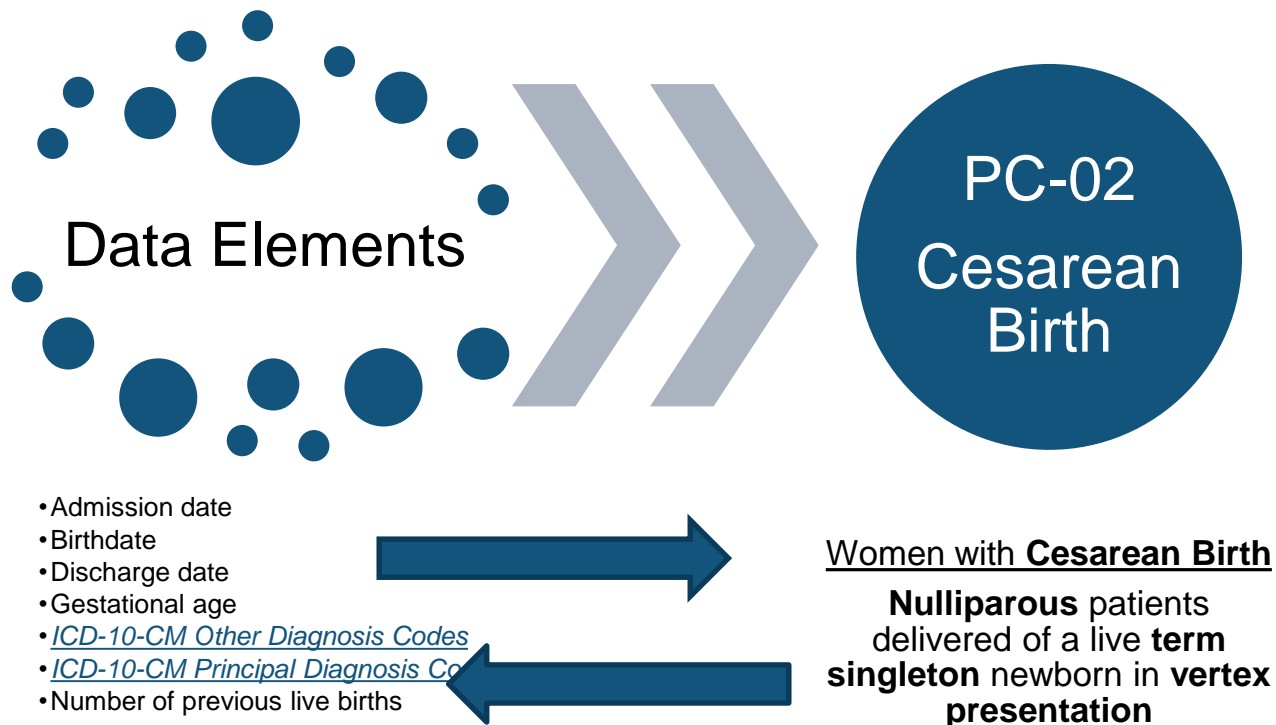 Data Elements
PC-02
Cesarean
Birth
•Admission date
•Birthdate
•Discharge date
•Gestational age
•ICD-10-CM Other Diagnosis Codes
•ICD-10-CM Principal Diagnosis
•Number of previous live births
Women with Cesarean Birth
Nulliparous patients
delivered of a live term
singleton newborn in vertex
presentation